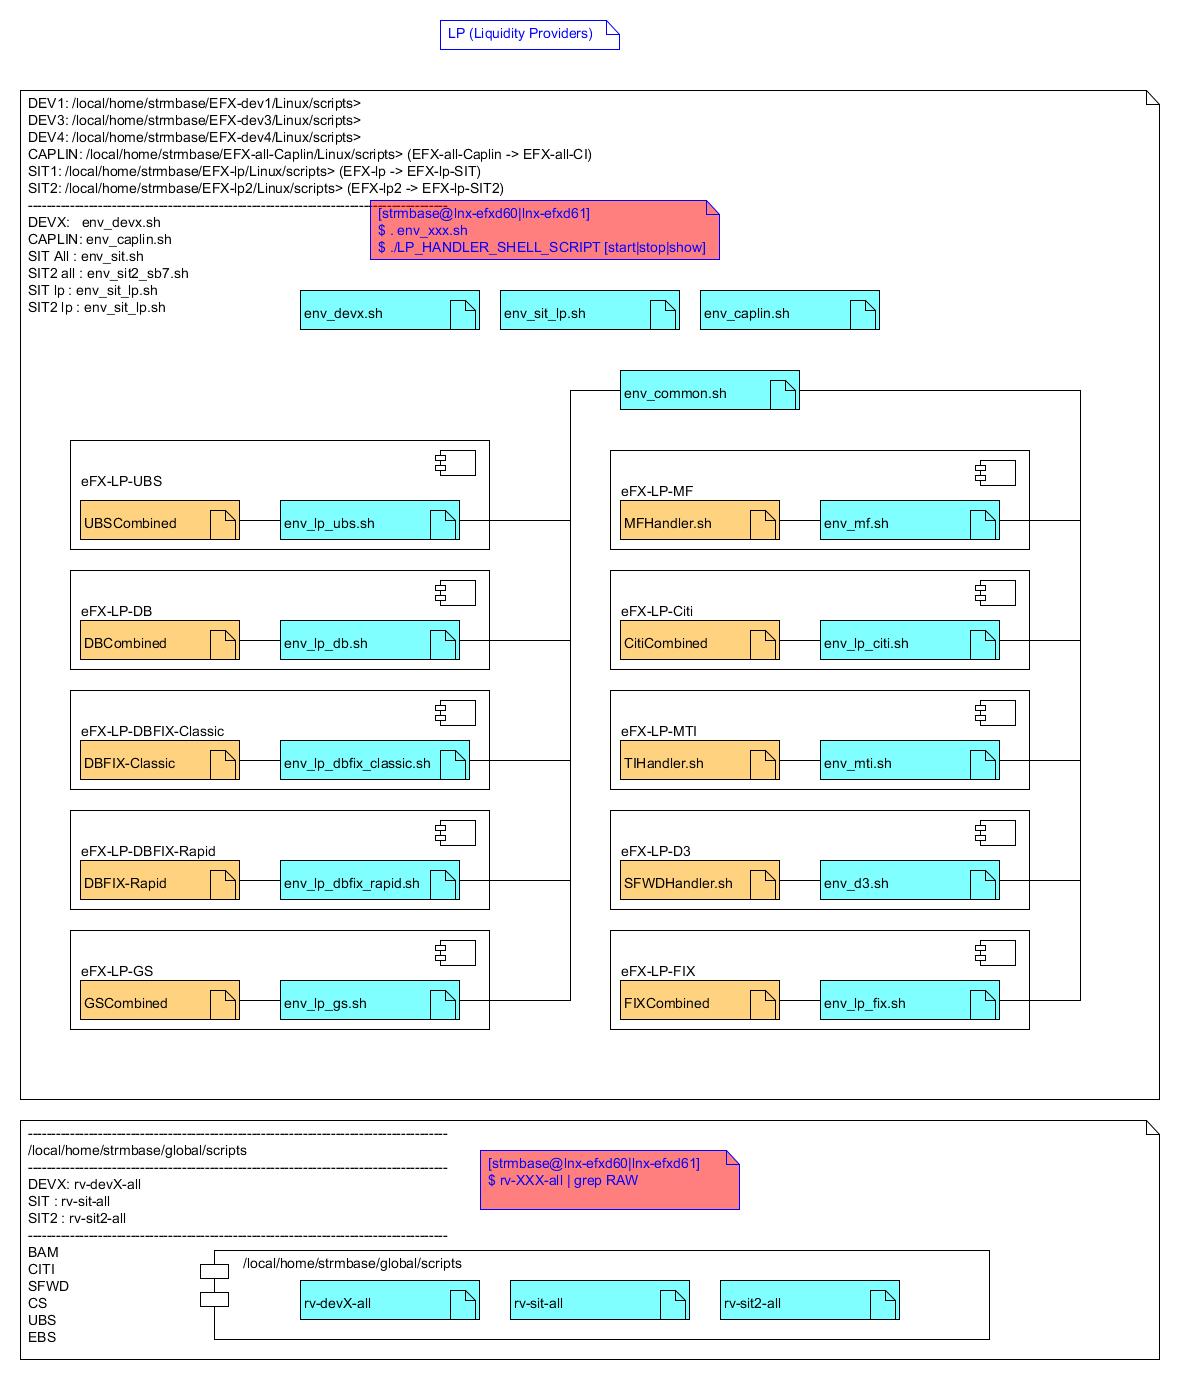 LP (Liquidity Providers)
DEV1: /local/home/strmbase/EFX-dev1/Linux/scripts>
DEV3: /local/home/strmbase/EFX-dev3/Linux/scripts>
DEV4: /local/home/strmbase/EFX-dev4/Linux/scripts>
CAPLIN: /local/home/strmbase/EFX-all-Caplin/Linux/scripts> (EFX-all-Caplin -> EFX-all-CI)
SIT1: /local/home/strmbase/EFX-lp/Linux/scripts> (EFX-lp -> EFX-lp-SIT)
SIT2: /local/home/strmbase/EFX-lp2/Linux/scripts> (EFX-lp2 -> EFX-lp-SIT2)
------------------------------------------------------------------------------------------
DEVX:   env_devx.sh
CAPLIN: env_caplin.sh
SIT All : env_sit.sh
SIT2 all : env_sit2_sb7.sh
SIT lp : env_sit_lp.sh
SIT2 lp : env_sit_lp.sh
[strmbase@lnx-efxd60|lnx-efxd61]
$ . env_xxx.sh
$ ./LP_HANDLER_SHELL_SCRIPT [start|stop|show]
env_devx.sh
env_sit_lp.sh
env_caplin.sh
env_common.sh
eFX-LP-UBS
UBSCombined
env_lp_ubs.sh
eFX-LP-MF
MFHandler.sh
env_mf.sh
eFX-LP-DB
DBCombined
env_lp_db.sh
eFX-LP-Citi
CitiCombined
env_lp_citi.sh
eFX-LP-DBFIX-Classic
DBFIX-Classic
env_lp_dbfix_classic.sh
eFX-LP-MTI
TIHandler.sh
env_mti.sh
eFX-LP-DBFIX-Rapid
DBFIX-Rapid
env_lp_dbfix_rapid.sh
eFX-LP-D3
SFWDHandler.sh
env_d3.sh
eFX-LP-GS
GSCombined
env_lp_gs.sh
eFX-LP-FIX
FIXCombined
env_lp_fix.sh
------------------------------------------------------------------------------------------
/local/home/strmbase/global/scripts
------------------------------------------------------------------------------------------
DEVX: rv-devX-all
SIT : rv-sit-all
SIT2 : rv-sit2-all
------------------------------------------------------------------------------------------
BAM
CITI
SFWD
CS
UBS
EBS
[strmbase@lnx-efxd60|lnx-efxd61]
$ rv-XXX-all | grep RAW
/local/home/strmbase/global/scripts
rv-devX-all
rv-sit-all
rv-sit2-all